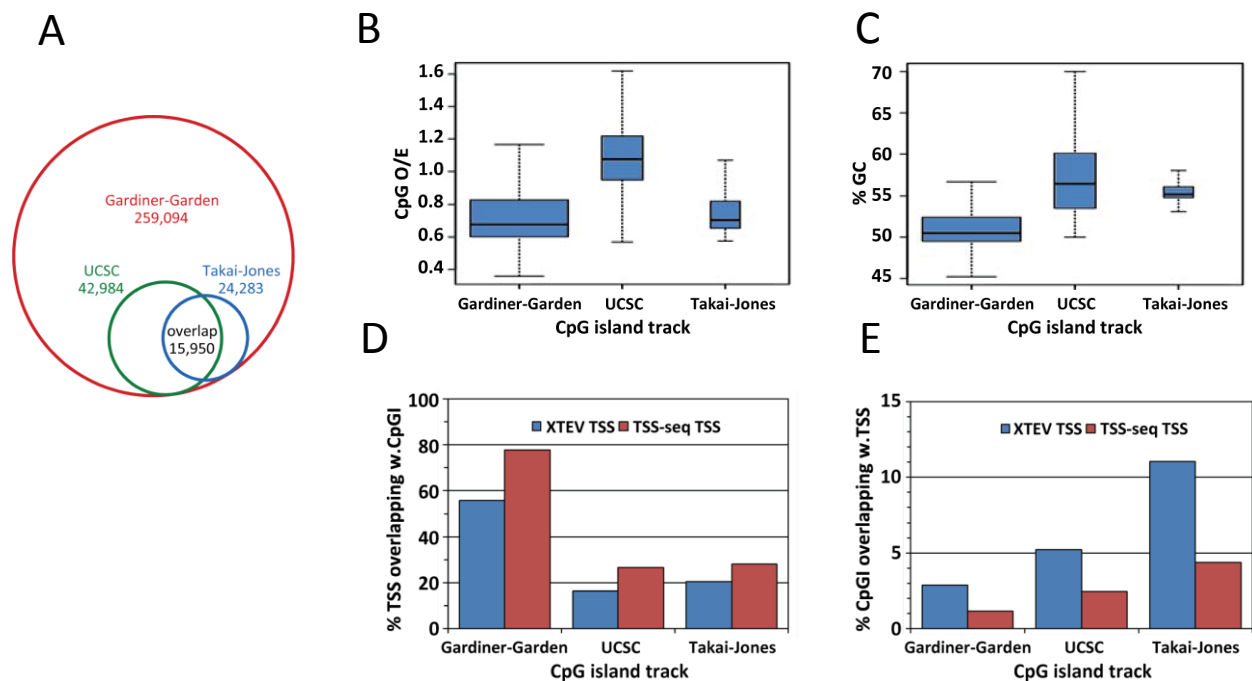 A
Gardiner-Garden
259,094
UCSC
42,984
Takai-Jones
24,283
overlap
15,950
B
CpG O/E
1.6
1.4
1.2
1.0
0.8
0.6
0.4
Gardiner-Garden UCSC Takai-Jones
CpG island track
C
% GC
70
65
60
55
50
45
Gardiner-Garden UCSC Takai-Jones
CpG island track
D
% TSS overlapping w.CpGI
100
80
60
40
20
0
XTEV TSS TSS-seq TSS
Gardiner-Garden UCSC Takai-Jones
CpG island track
E
% CpGI overlapping w.TSS
15
10
5
0
XTEV TSS TSS-seq TSS
Gardiner-Garden UCSC Takai-Jones
CpG island track